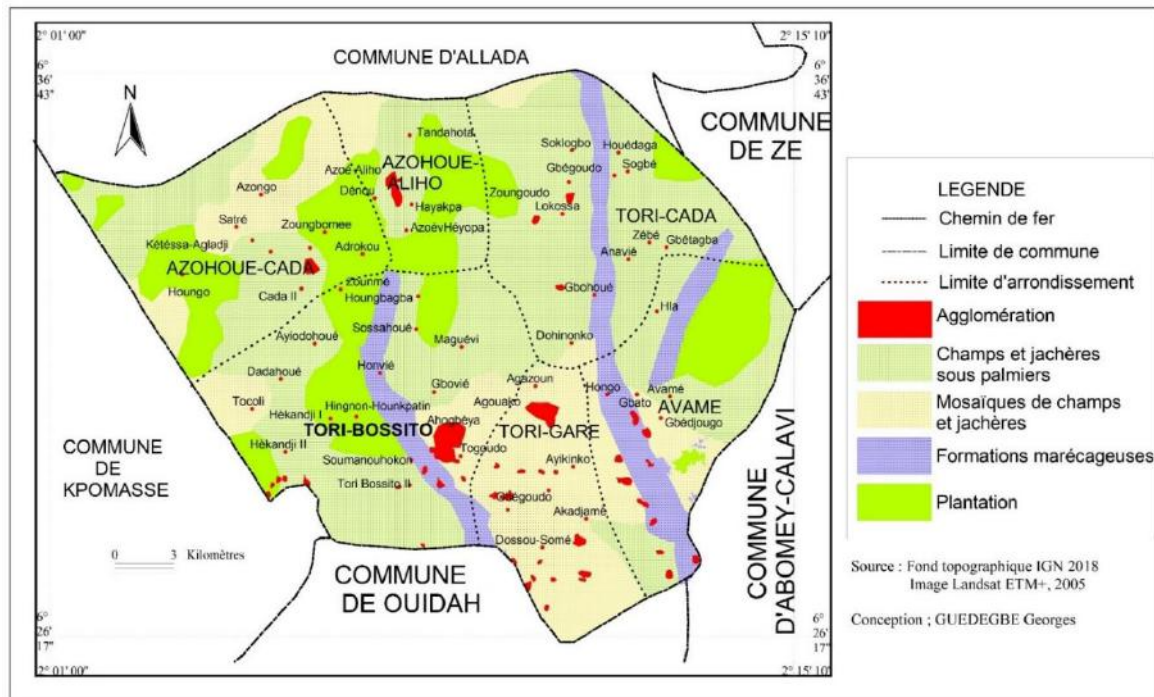 2° 01' 00"
2° 15' 10"
6°
36'
43"
6°
36'
43"
COMMUNE D'ALLADA
N
COMMUNE
DE ZE
Tandahota
Soklogbo
Houédaga
Azoé Aliho
AZOHOUE-
ALIHO
Gbégoudo
Sogbé
Dénou
Azongo
Zoungoudo
Hayakpa
Lokossa
TORI-CADA
Satré
Zoungbomee
AzoévHéyopa
Zébé
Gbétagba
Kétéssa-Agladji
Adrokou
Anavié
AZOHOUE-CADA
Houngo
Cada II
Zounmé
Houngbagba
Gbohoué
Hla
Sossahoué
Ayiodohoué
Maguévi
Dohinonko
Dadahoué
Honvié
Gbovié
Agazoun
Hongo
Avamé
Tocoli
Hêkandji I
Hingnon-Hounkpatin
Agouako
Gbato
AVAME
Ahogbèya
Gbédjougo
TORI-BOSSITO
TORI-GARE
Hèkandji II
Togoudo
Soumanouhokon
Ayikinko
COMMUNE
DE
KPOMASSE
Tori Bossito II
Gbégoudo
Akadjamé
Dossou-Somé
COMMUNE
D'ABOMEY-CALAVI
0 3 Kilomètres
COMMUNE
DE OUIDAH
6°
26'
17"
6°
26'
17"
2° 01' 00"
2° 15' 10"
LEGENDE
Chemin de fer
Limite de commune
Limite d'arrondissement
Agglomération
Champs et jachères
sous palmiers
Mosaïques de champs
et jachères
Formations marécageuses
Plantation
Source : Fond topographique IGN 2018
Image Landsat ETM+, 2005
Conception ; GUEDEGBE Georges